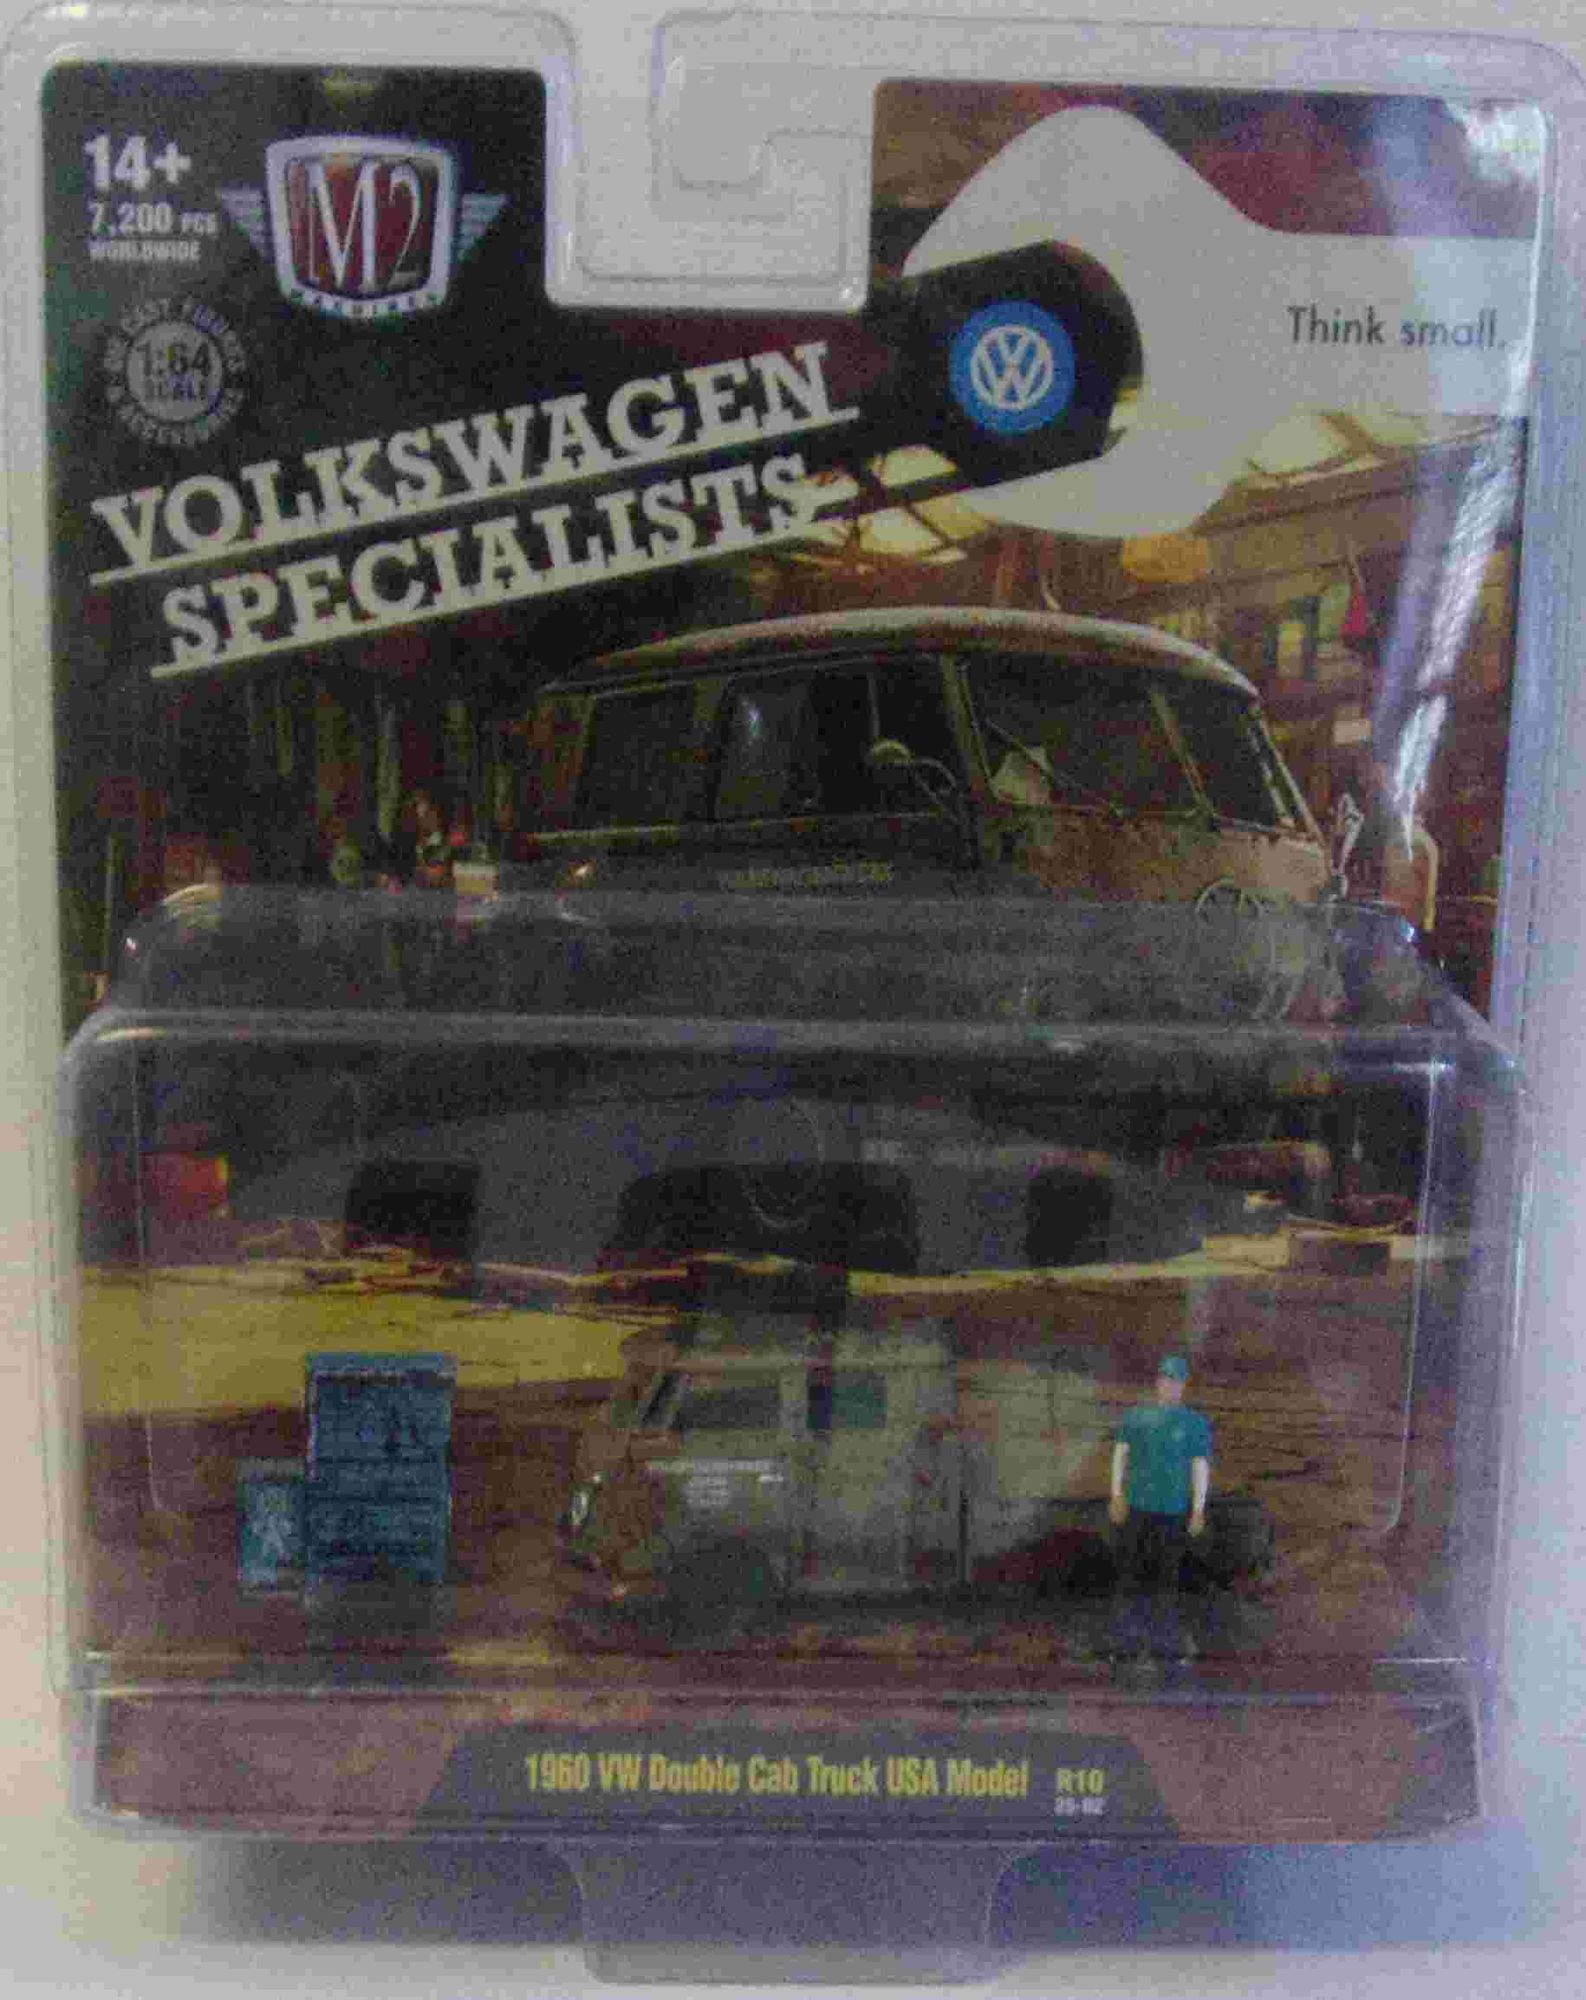 14+
7,200 PCS
WORLDWIDE
M2
MACHINES
1:64
SCALE
Think small.
VOLKSWAGEN
SPECIALISTS
1960 VW Double Cab Truck USA Model R10